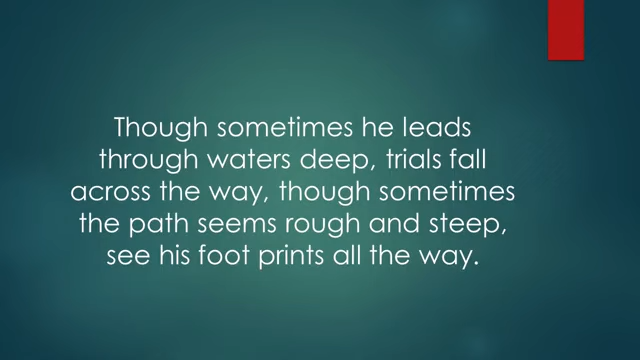 Though sometimes he leads
through waters deep, trials fall
across the way, though sometimes
the path seems rough and steep,
see his foot prints all the way.